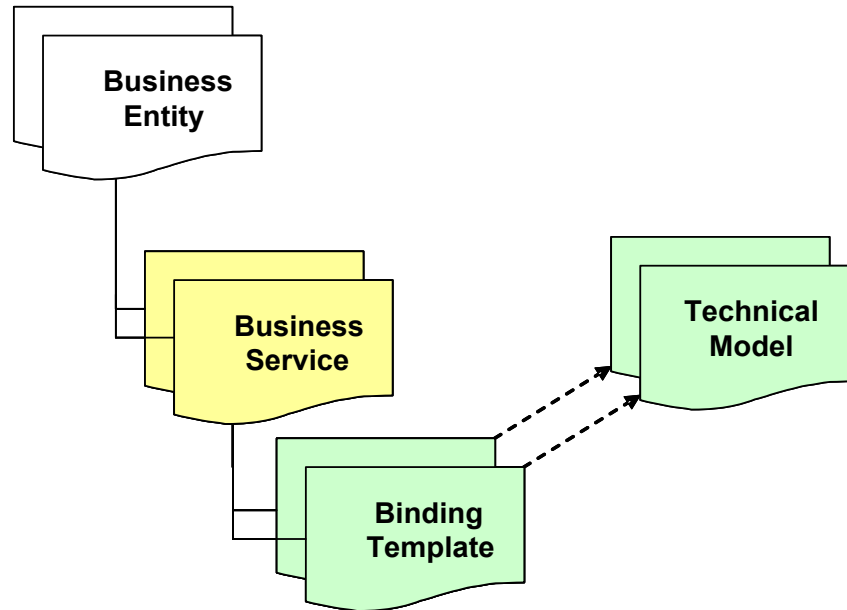 Business
Entity
Business
Service
Technical
Model
Binding
Template